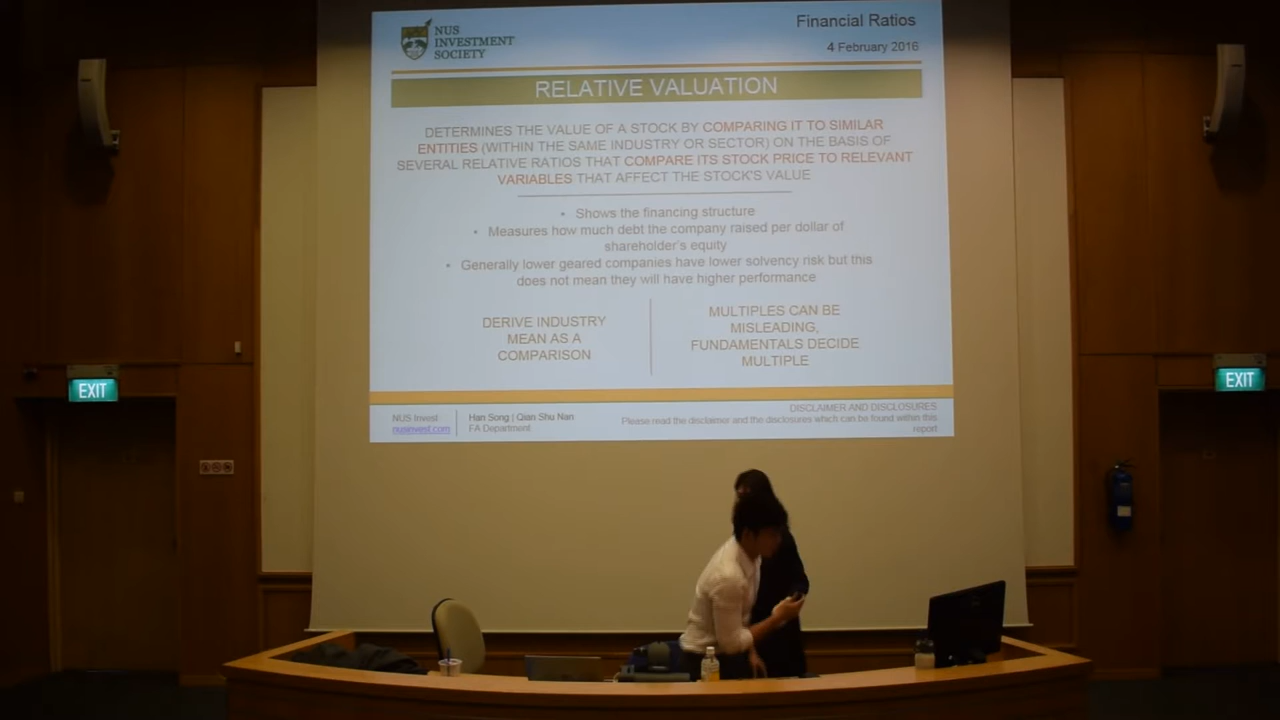 NUS
INVESTMENT
SOCIETY
Financial Ratios
4 February 2016
RELATIVE VALUATION
DETERMINES THE VALUE OF A STOCK BY COMPARING IT TO SIMILAR
ENTITIES (WITHIN THE SAME INDUSTRY OR SECTOR) ON THE BASIS OF
SEVERAL RELATIVE RATIOS THAT COMPARE ITS STOCK PRICE TO RELEVANT
VARIABLES THAT AFFECT THE STOCK'S VALUE
• Shows the financing structure
• Measures how much debt the company raised per dollar of
shareholder's equity
• Generally lower geared companies have lower solvency risk but this
does not mean they will have higher performance
DERIVE INDUSTRY
MEAN AS A
COMPARISON
MULTIPLES CAN BE
MISLEADING,
FUNDAMENTALS DECIDE
MULTIPLE
NUS Invest
nusinvest.com
Han Song | Qian Shu Nan
FA Department
DISCLAIMER AND DISCLOSURES
Please read the disclaimer and the disclosures which can be found within this
report
EXIT
EXIT